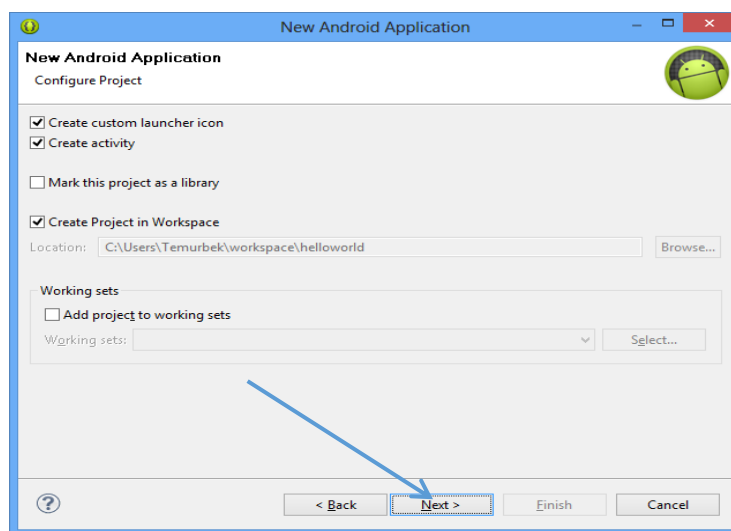 New Android Application
New Android Application
Configure Project
Create custom launcher icon
Create activity
Mark this project as a library
Create Project in Workspace
Location: C:\Users\Temurbek\workspace\helloworld Browse...
Working sets
Add project to working sets
Working sets: Select...
? < Back Next > Finish Cancel